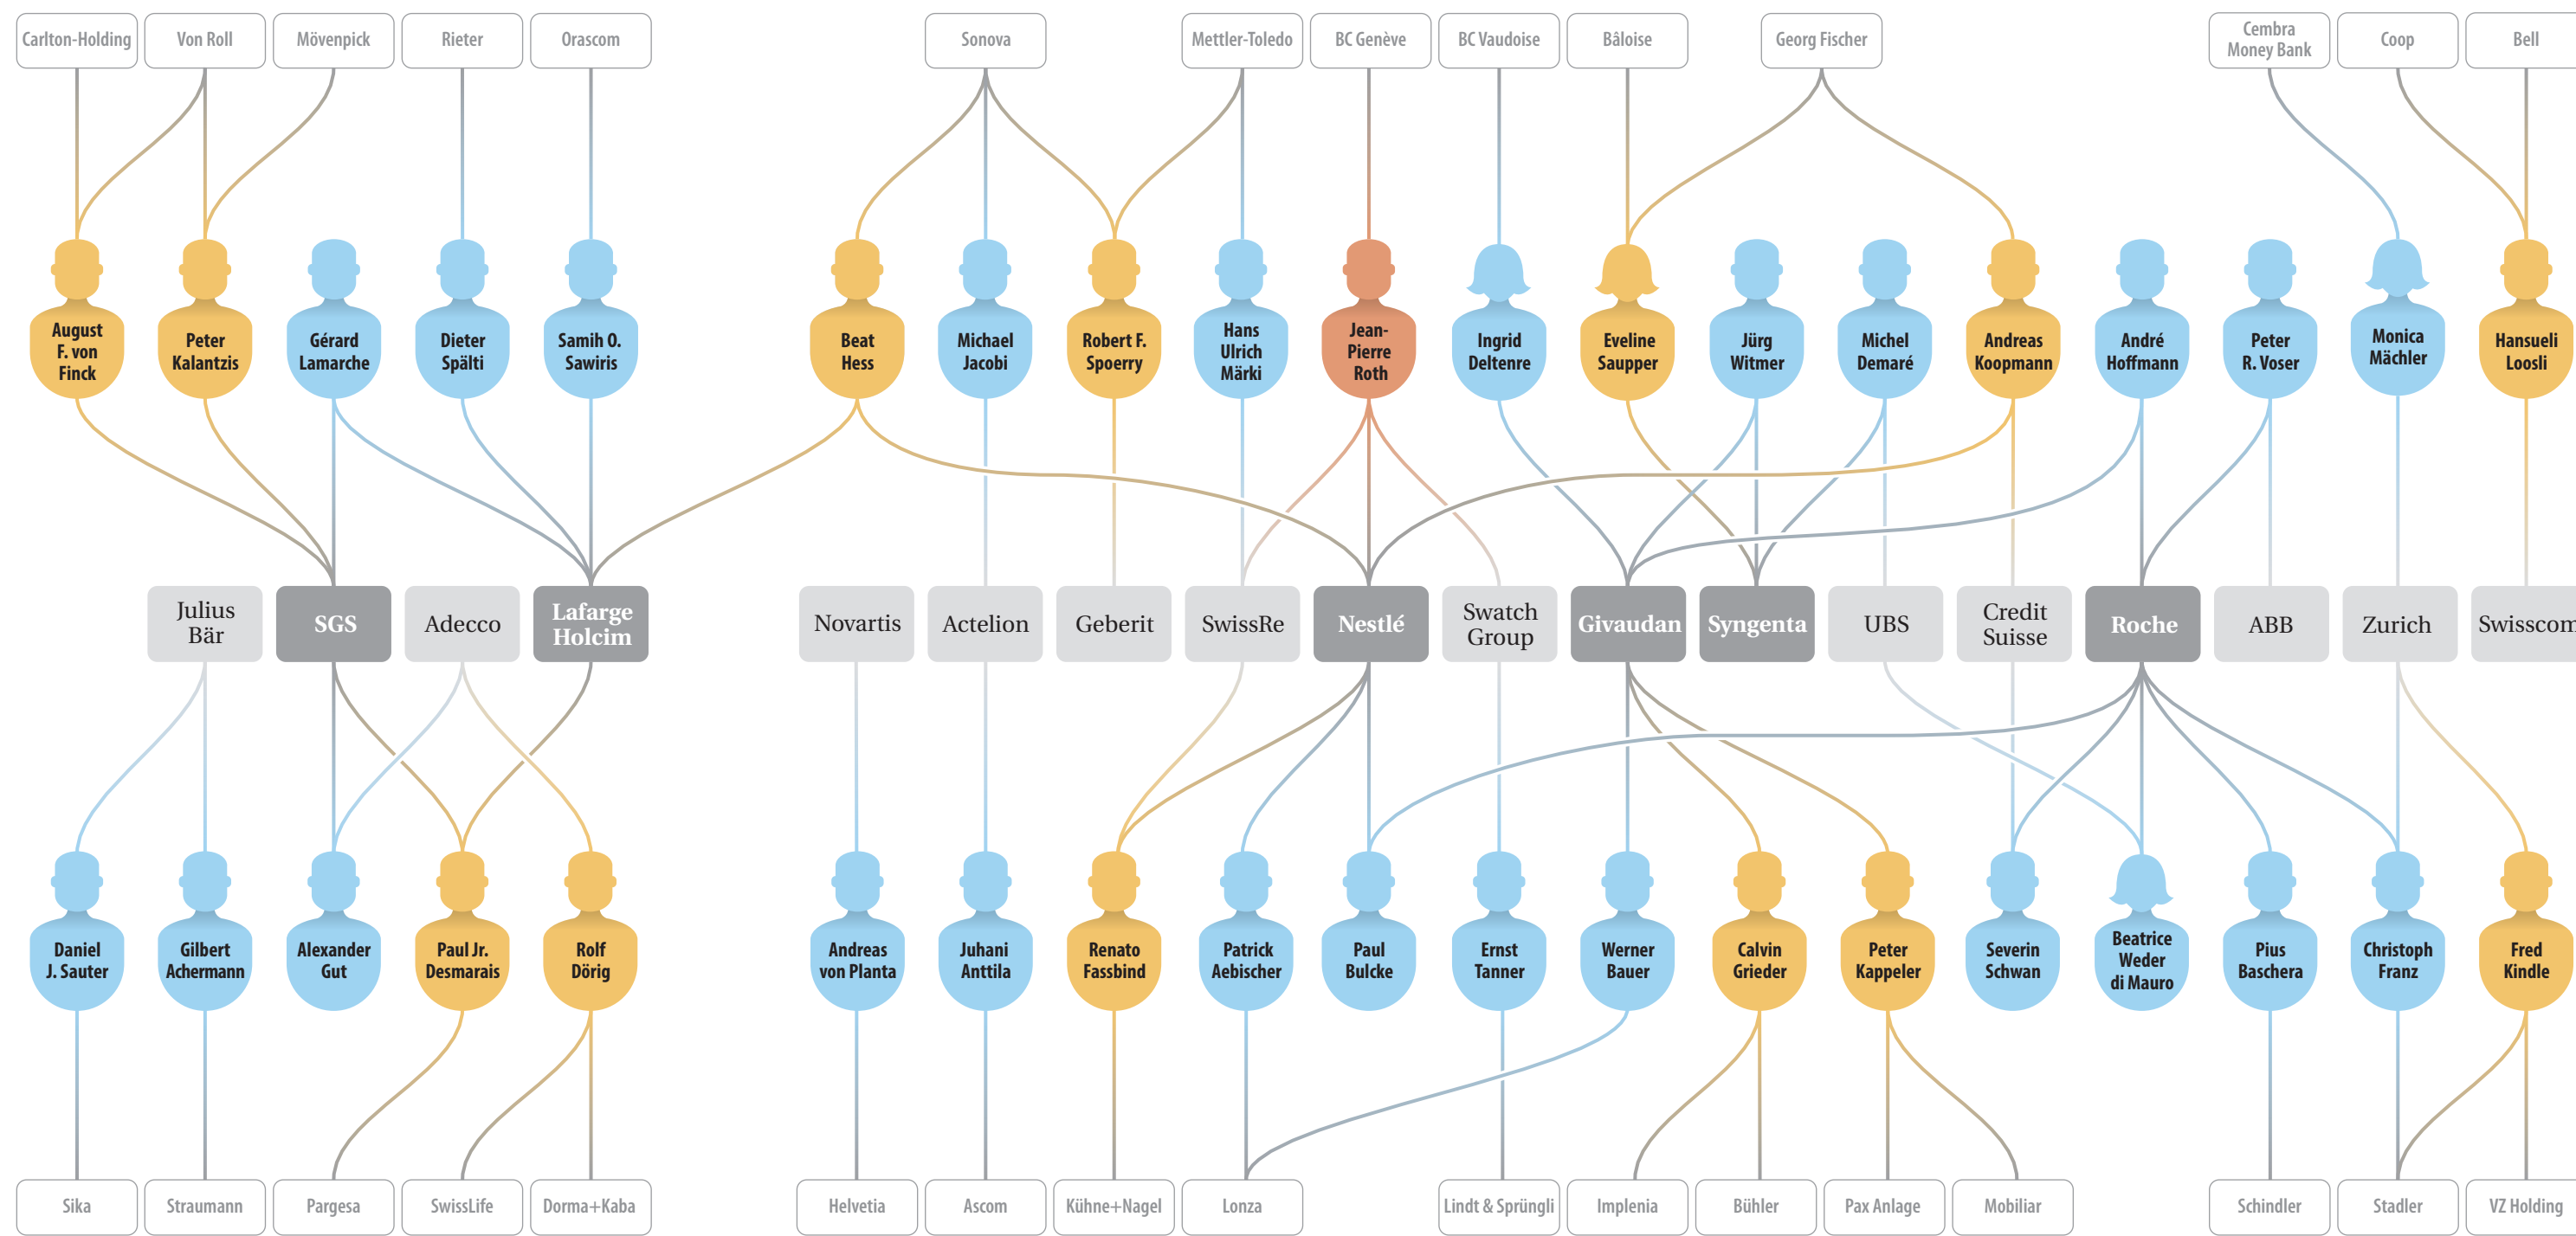 Carlton-Holding
Von Roll
Mövenpick
Rieter
Orascom
Sonova
Mettler-Toledo
BC Genève
BC Vaudoise
Bâloise
Georg Fischer
Cembra
Money Bank
Coop
Bell
August
F. von
Finck
Peter
Kalantzis
Gérard
Lamarche
Dieter
Spälti
Samih O.
Sawiris
Beat
Hess
Michael
Jacobi
Robert F.
Spoerry
Hans
Ulrich
Märki
Jean-
Pierre
Roth
Ingrid
Deltenre
Eveline
Saupper
Jürg
Witmer
Michel
Demaré
Andreas
Koopmann
André
Hoffmann
Peter
R. Voser
Monica
Mächler
Hansueli
Loosli
Julius
Bär
SGS
Adecco
Lafarge
Holcim
Novartis
Actelion
Geberit
SwissRe
Nestlé
Swatch
Group
Givaudan
Syngenta
UBS
Credit
Suisse
Roche
ABB
Zurich
Swisscom
Daniel
J. Sauter
Gilbert
Achermann
Alexander
Gut
Paul Jr.
Desmarais
Rolf
Dörig
Andreas
von Planta
Juhani
Anttila
Renato
Fassbind
Patrick
Aebischer
Paul
Bulcke
Ernst
Tanner
Werner
Bauer
Calvin
Grieder
Peter
Kappeler
Severin
Schwan
Beatrice
Weder
di Mauro
Pius
Baschera
Christoph
Franz
Fred
Kindle
Sika
Straumann
Pargesa
SwissLife
Dorma+Kaba
Helvetia
Ascom
Kühne+Nagel
Lonza
Lindt & Sprüngli
Implenia
Bühler
Pax Anlage
Mobiliar
Schindler
Stadler
VZ Holding